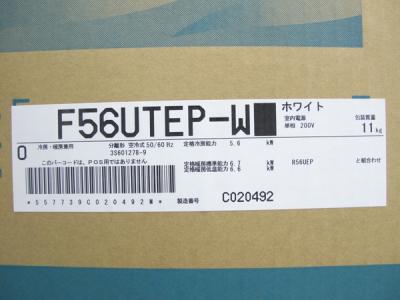 F56UTEP-W■ ホワイト
室内電源
単相 200V
包装質量
11kg
0
冷房・暖房兼用
分離形 空冷式 50/60 Hz
3S601278-9
定格冷房能力 5.6 kW
このバーコードは、POS用ではありません
定格暖房標準能力 6.7 kW
定格暖房低温能力 6.6 kW
R56UEP
と組合わせ
*557739C020492M*
製造番号 C020492